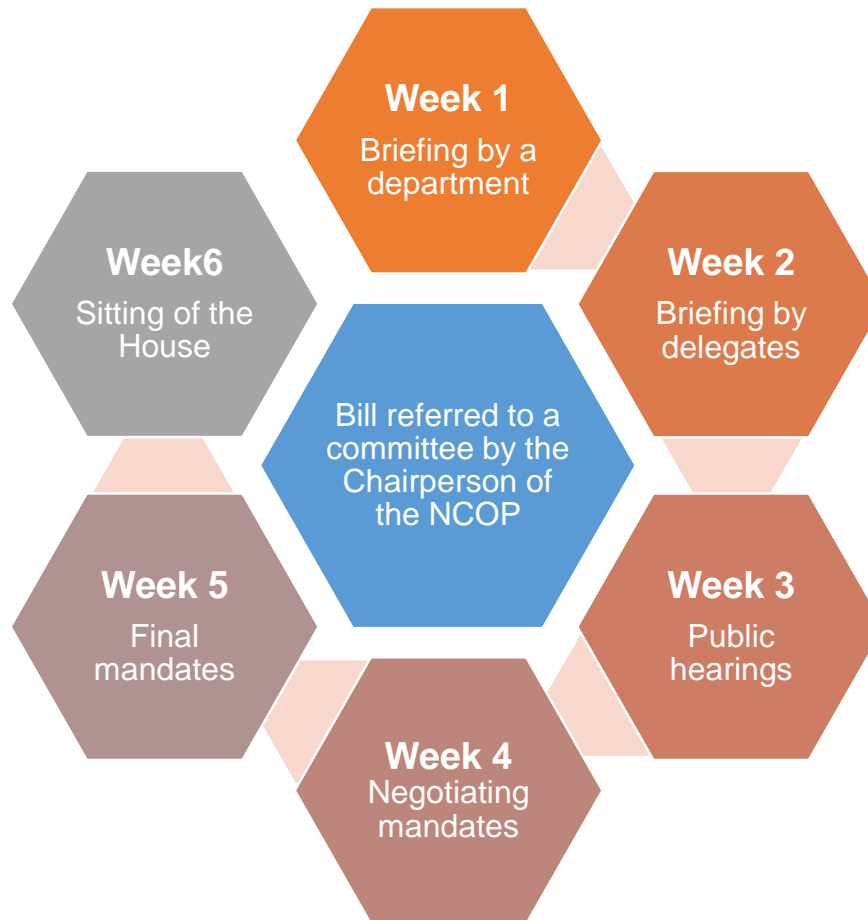 Week 1
Briefing by a
department
Week 2
Briefing by
delegates
Week 3
Public
hearings
Week 4
Negotiating
mandates
Week 5
Final
mandates
Week6
Sitting of the
House
Bill referred to a
committee by the
Chairperson of
the NCOP